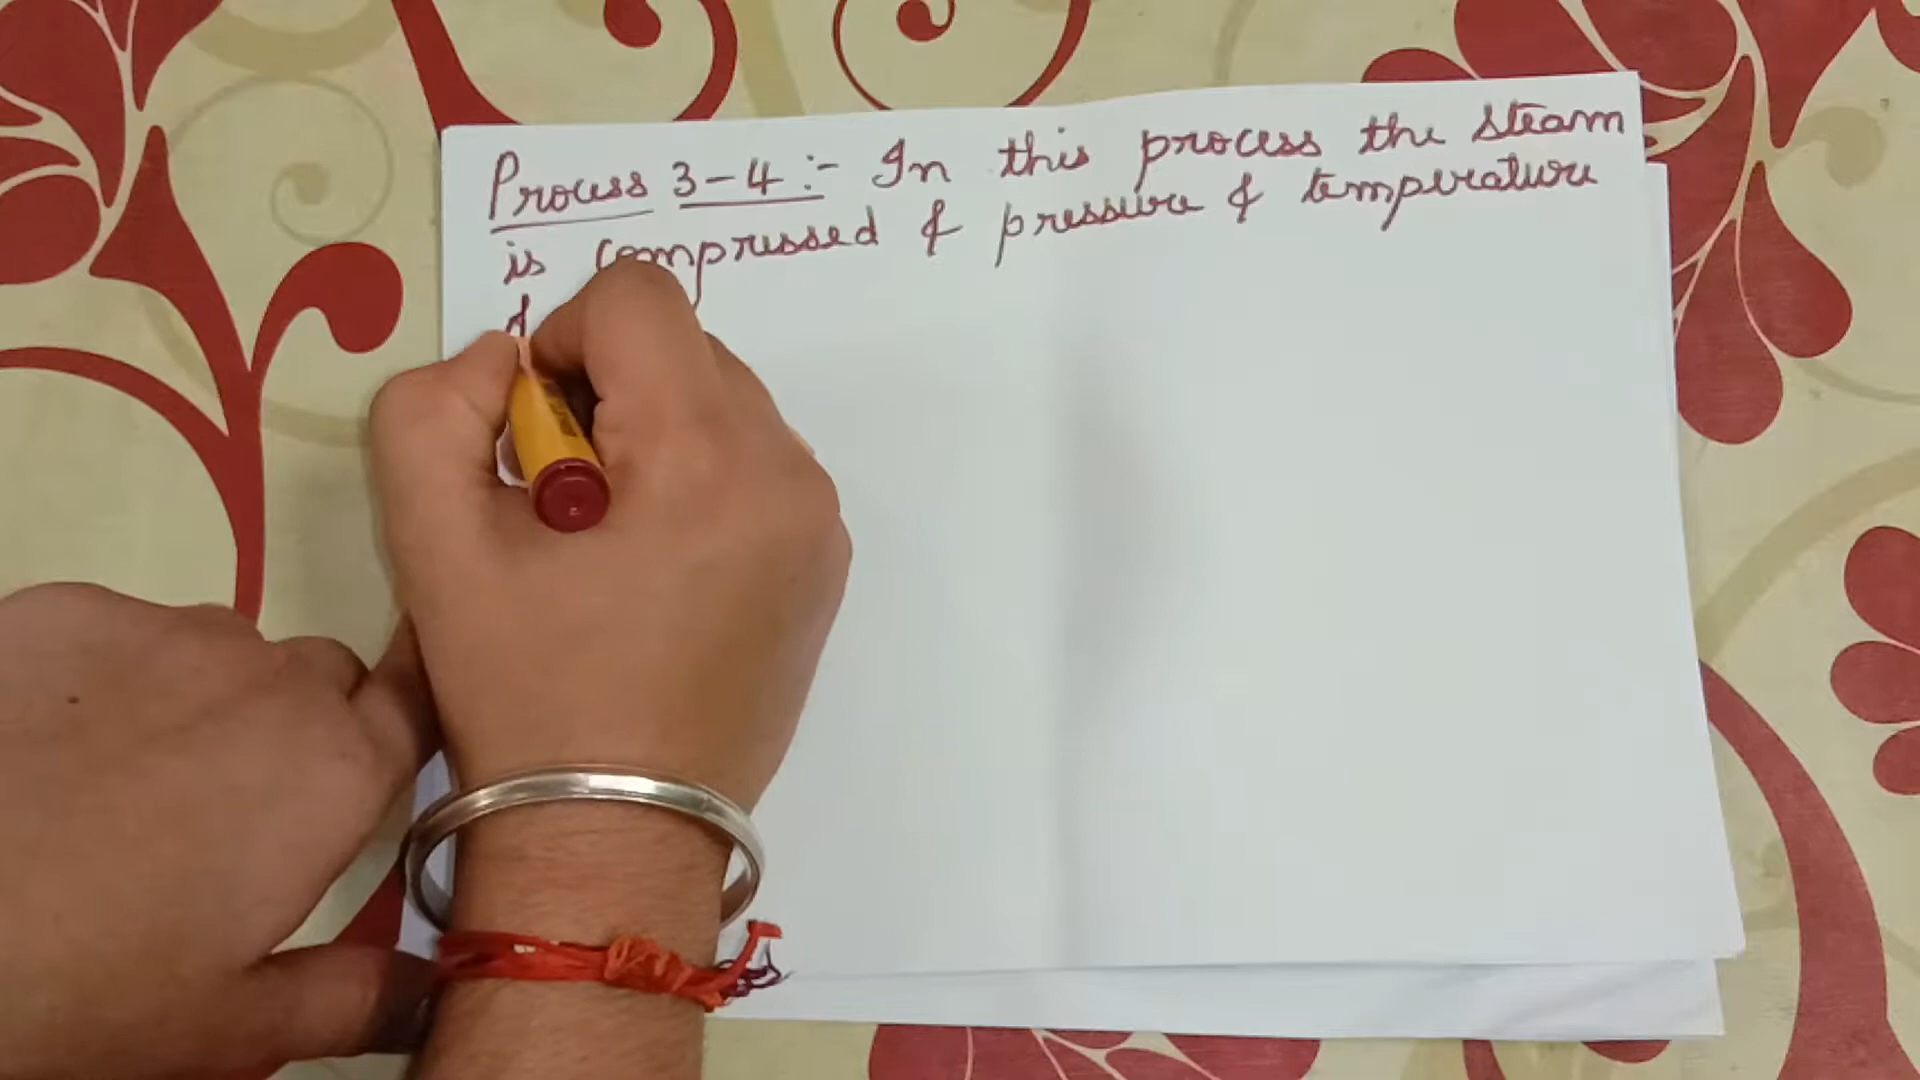 Process 3-4 :- In this process the steam
is compressed & pressure & temperature